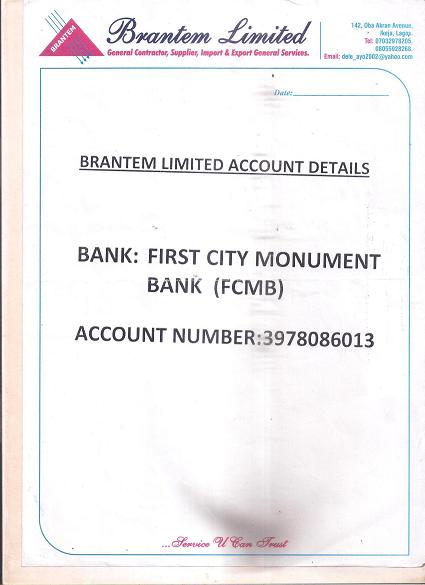 BRANTEM
Brantem Limited
General Contractor, Supplier, Import & Export General Services.
142, Oba Akran Avenue,
Ikeja, Lagos.
Tel: 07032978205,
08055928268.
Email: dele_ayo2002@yahoo.com
Date:
BRANTEM LIMITED ACCOUNT DETAILS
BANK: FIRST CITY MONUMENT
BANK (FCMB)
ACCOUNT NUMBER:3978086013
...Service U Can Trust